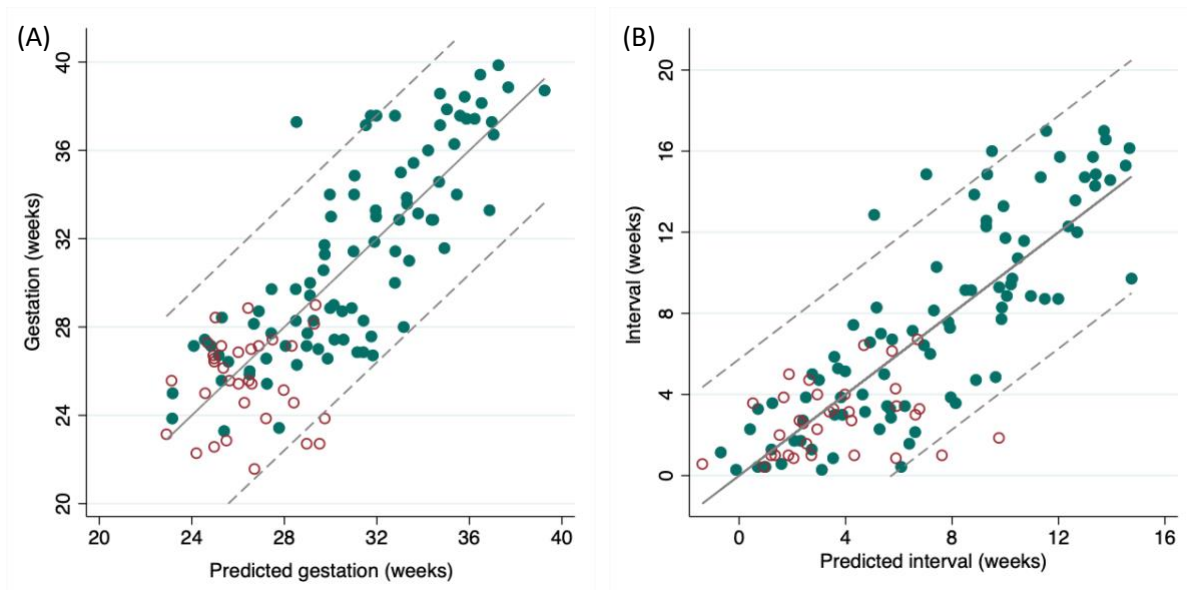 (A)
Gestation (weeks)
40
36
32
28
24
20
20 24 28 32 36 40
Predicted gestation (weeks)
(B)
Interval (weeks)
20
16
12
8
4
0
0 4 8 12 16
Predicted interval (weeks)